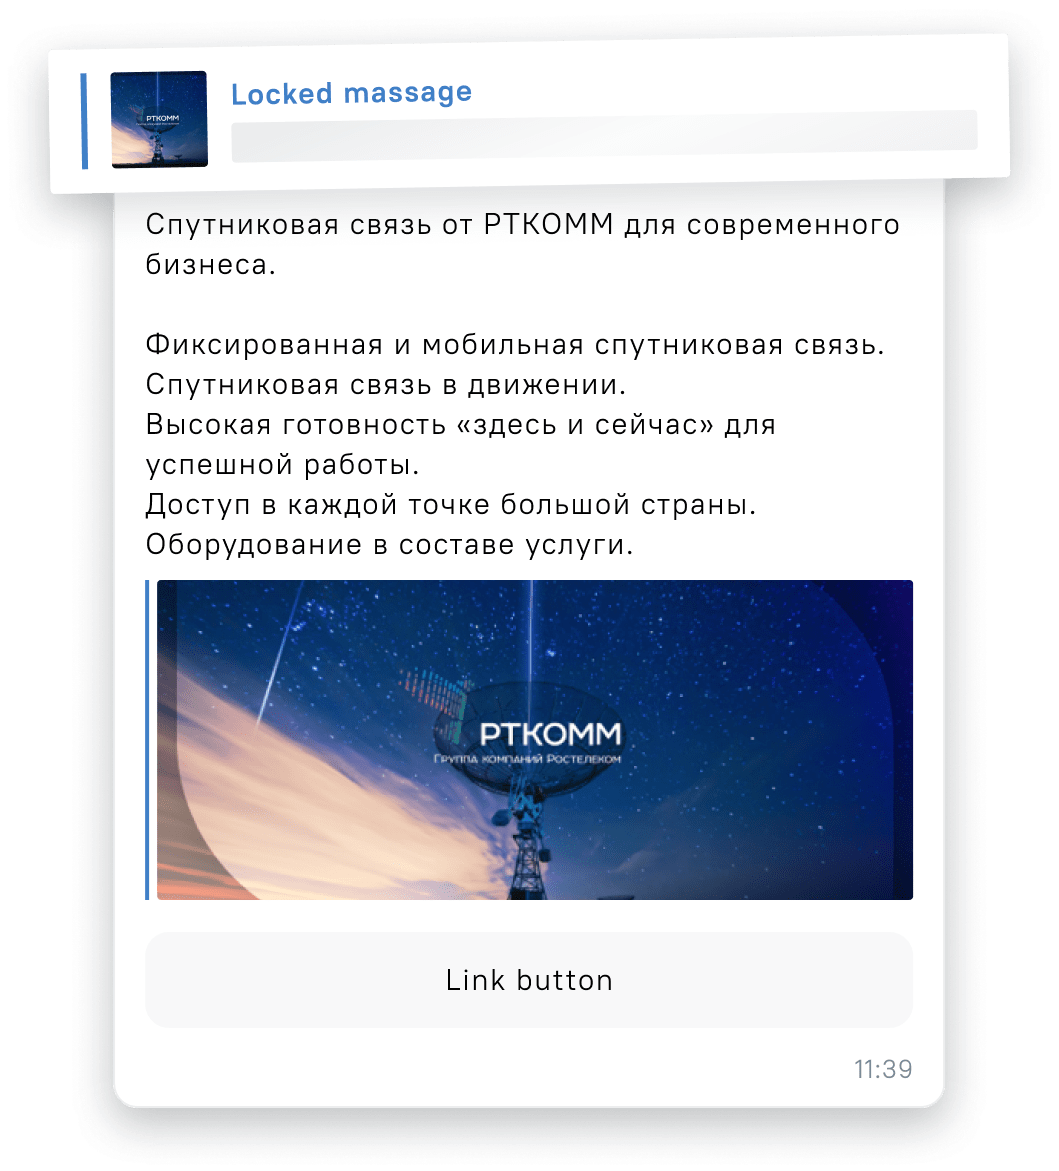 Locked massage
РТКОММ
Спутниковая связь от РТКОММ для современного
бизнеса.
Фиксированная и мобильная спутниковая связь.
Спутниковая связь в движении.
Высокая готовность «здесь и сейчас» для
успешной работы.
Доступ в каждой точке большой страны.
Оборудование в составе услуги.
РТКОММ
Группа компаний Ростелеком
Link button
11:39